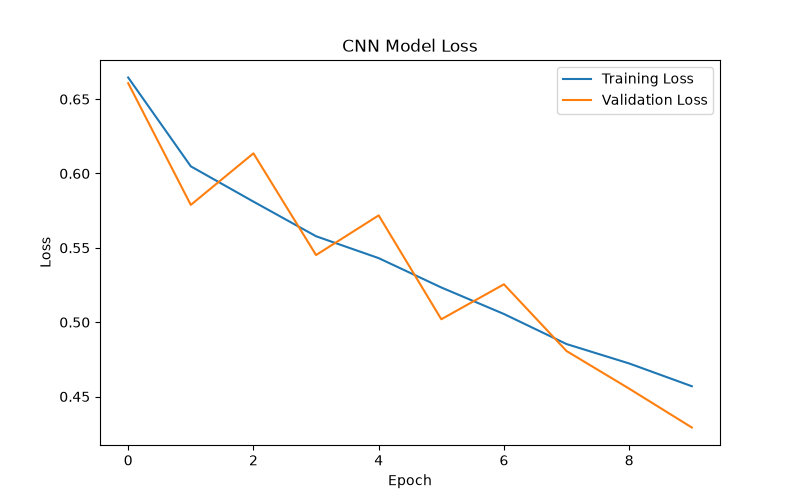 CNN Model Loss
Training Loss
Validation Loss
0.65
0.60
0.55
0.50
0.45
Loss
0 2 4 6 8
Epoch